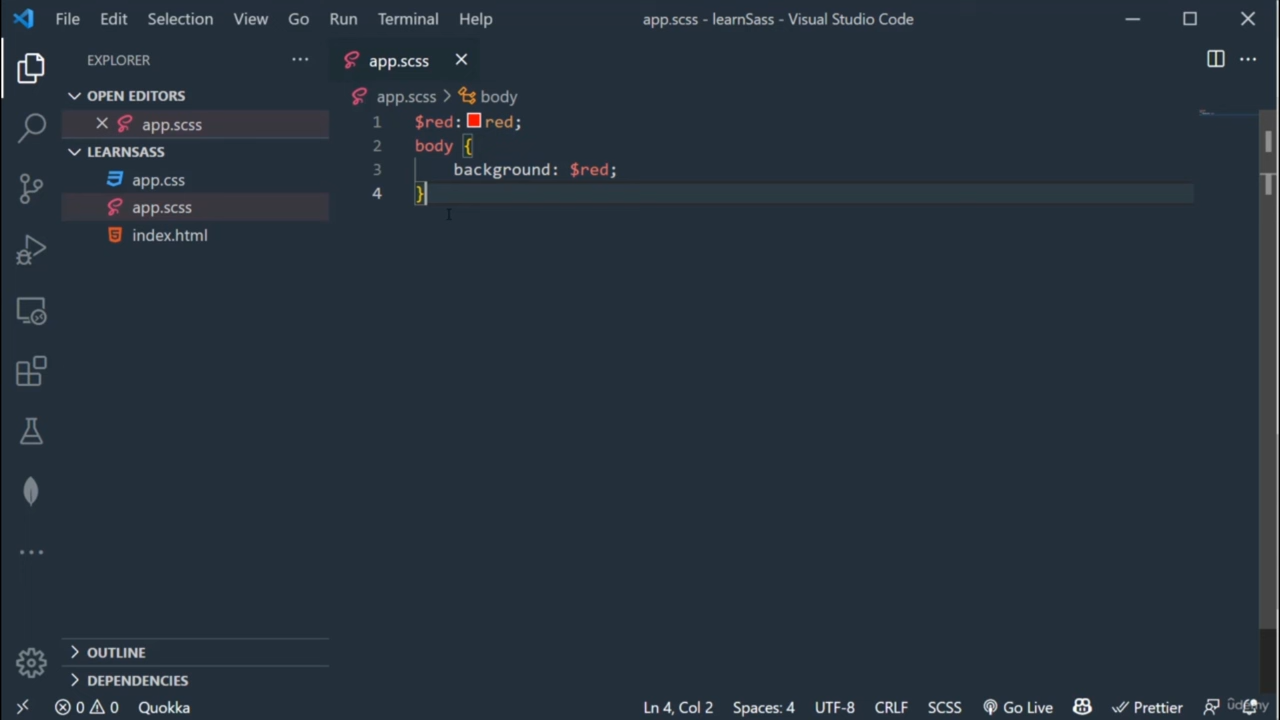 File Edit Selection View Go Run Terminal Help
app.scss - learnSass - Visual Studio Code
EXPLORER
OPEN EDITORS
app.scss
LEARNSASS
app.css
app.scss
index.html
OUTLINE
DEPENDENCIES
app.scss
app.scss > body
1 $red:red;
2 body {
3 background: $red;
4 }
0 0 Quokka
Ln 4, Col 2 Spaces: 4 UTF-8 CRLF SCSS Go Live Prettier
udemy